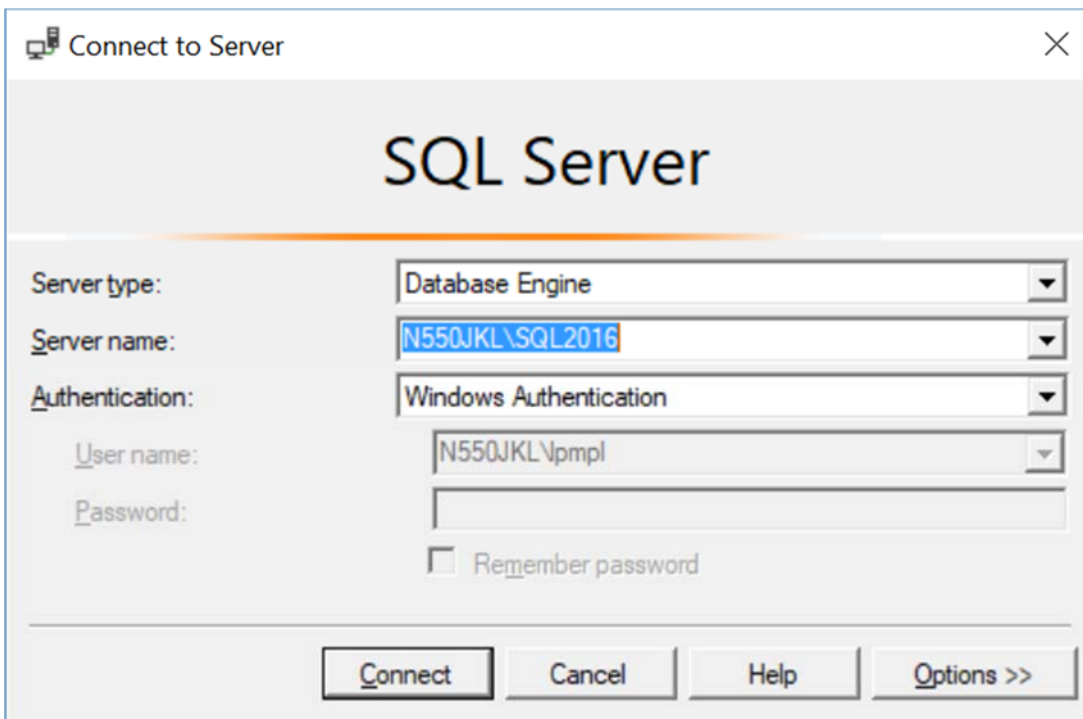 Connect to Server
SQL Server
Server type: Database Engine
Server name: N550JKL\SQL2016
Authentication: Windows Authentication
User name: N550JKL\lpmpl
Password:
Remember password
Connect Cancel Help Options >>